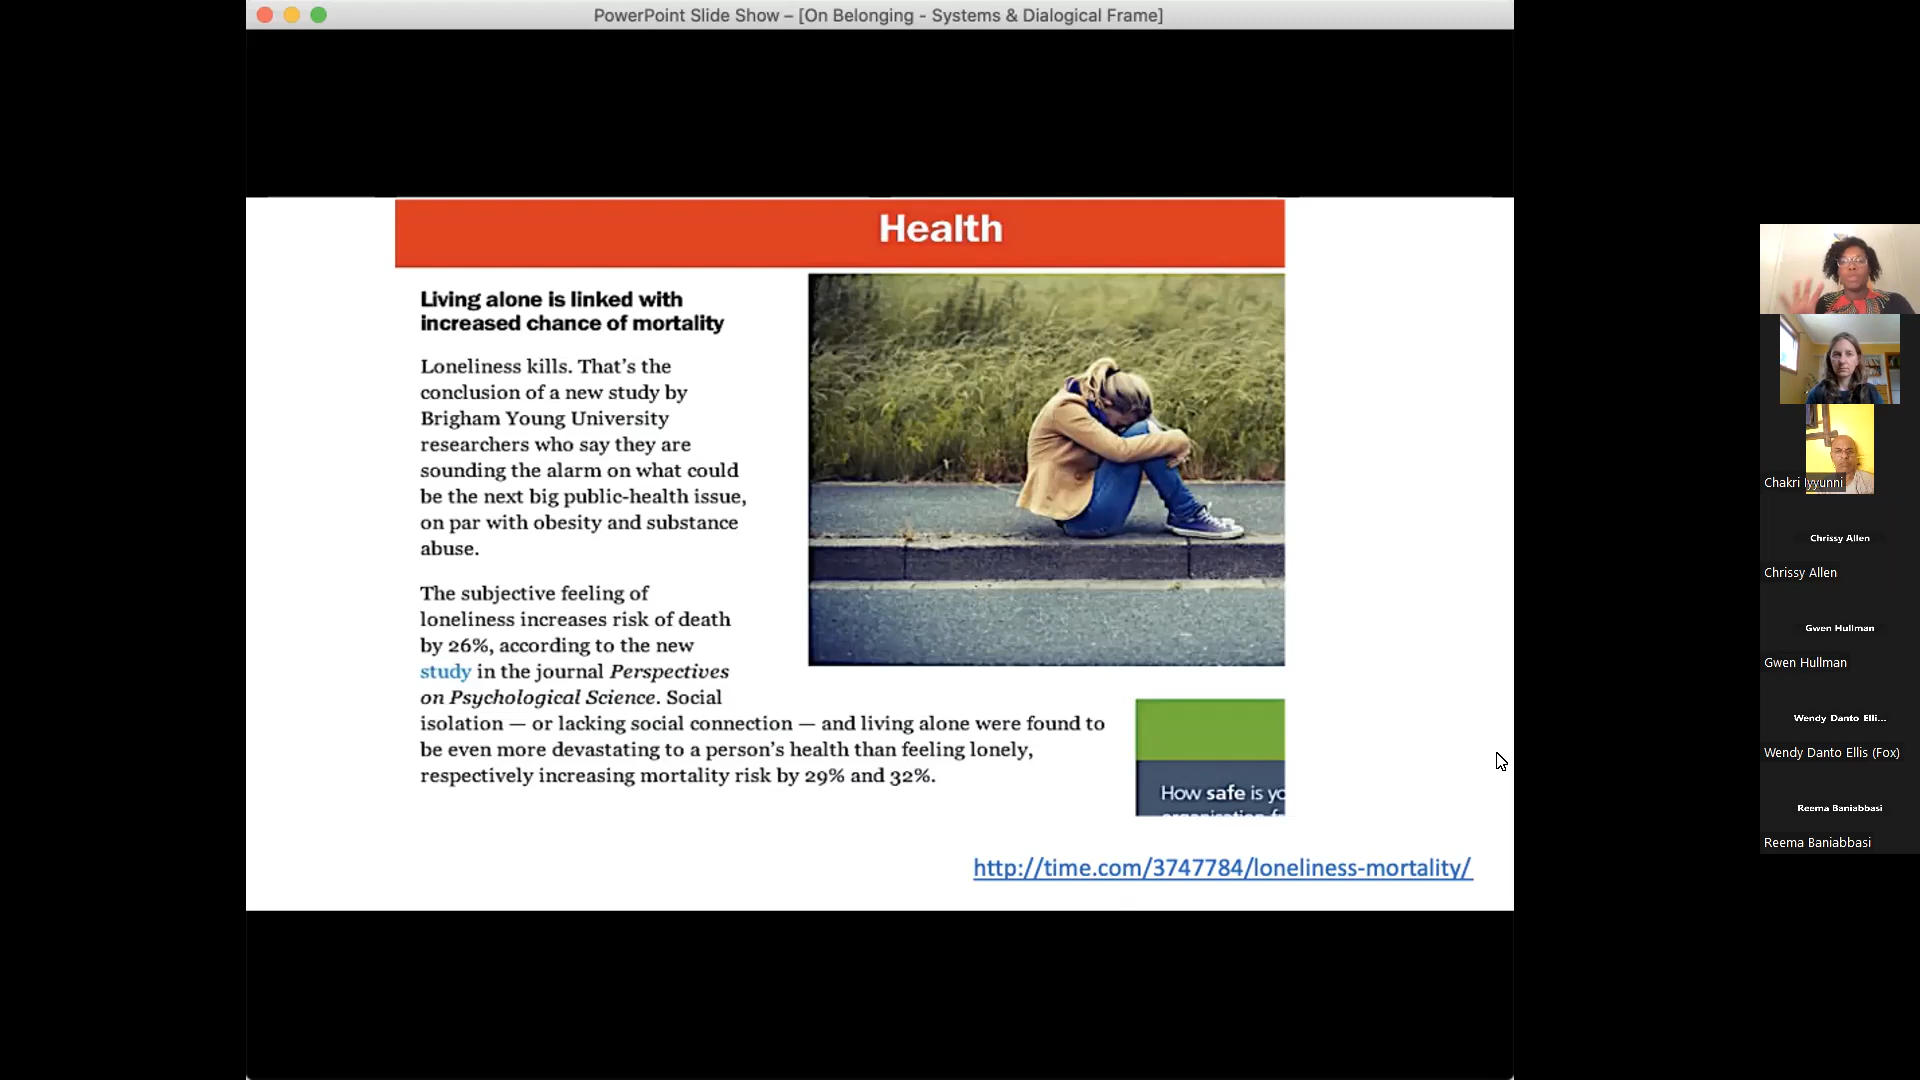 PowerPoint Slide Show – [On Belonging - Systems & Dialogical Frame]
Health
Living alone is linked with
increased chance of mortality
Loneliness kills. That's the
conclusion of a new study by
Brigham Young University
researchers who say they are
sounding the alarm on what could
be the next big public-health issue,
on par with obesity and substance
abuse.
The subjective feeling of
loneliness increases risk of death
by 26%, according to the new
study in the journal Perspectives
on Psychological Science. Social
isolation — or lacking social connection — and living alone were found to
be even more devastating to a person's health than feeling lonely,
respectively increasing mortality risk by 29% and 32%.
How safe is yo
http://time.com/3747784/loneliness-mortality/
Chakri Iyyunni
Chrissy Allen
Chrissy Allen
Gwen Hullman
Gwen Hullman
Wendy Danto Elli...
Wendy Danto Ellis (Fox)
Reema Baniabbasi
Reema Baniabbasi